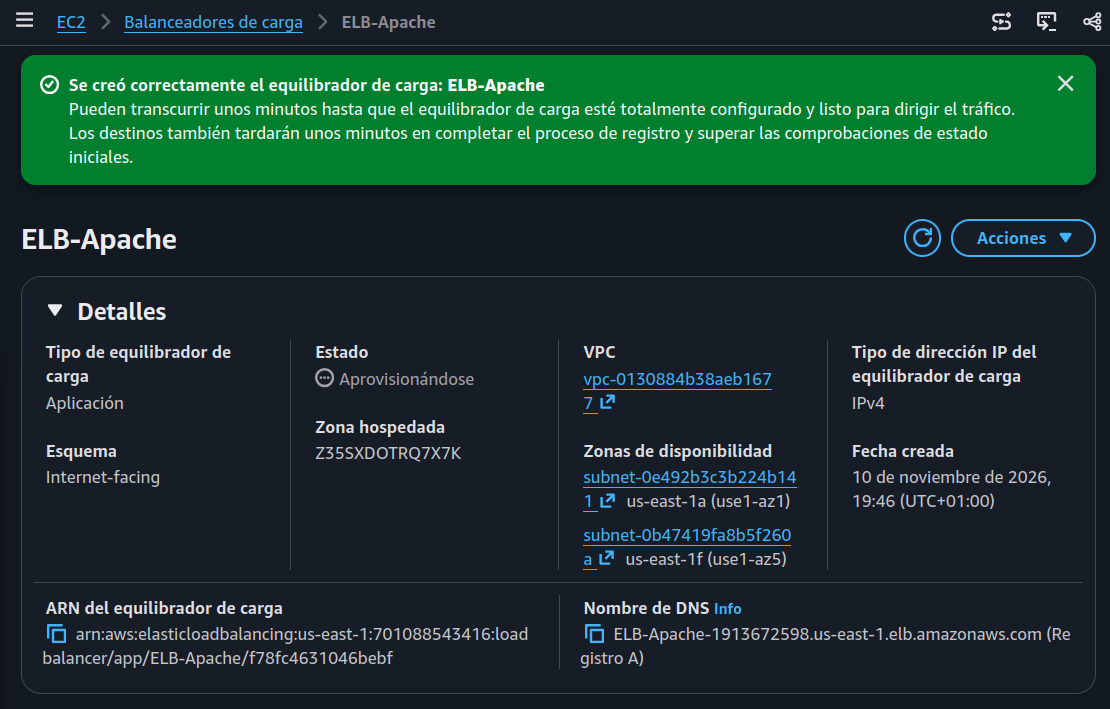 EC2 > Balanceadores de carga > ELB-Apache
Se creó correctamente el equilibrador de carga: ELB-Apache
Pueden transcurrir unos minutos hasta que el equilibrador de carga esté totalmente configurado y listo para dirigir el tráfico.
Los destinos también tardarán unos minutos en completar el proceso de registro y superar las comprobaciones de estado
iniciales.
ELB-Apache
Acciones
Detalles
Tipo de equilibrador de
carga
Aplicación
Esquema
Internet-facing
Estado
Aprovisionándose
Zona hospedada
Z35SXDOTRQ7X7K
VPC
vpc-0130884b38aeb167
7
Zonas de disponibilidad
subnet-0e492b3c3b224b14
1 us-east-1a (use1-az1)
subnet-0b47419fa8b5f260
a us-east-1f (use1-az5)
Tipo de dirección IP del
equilibrador de carga
IPv4
Fecha creada
10 de noviembre de 2026,
19:46 (UTC+01:00)
ARN del equilibrador de carga
arn:aws:elasticloadbalancing:us-east-1:701088543416:load
balancer/app/ELB-Apache/f78fc4631046bebf
Nombre de DNS Info
ELB-Apache-1913672598.us-east-1.elb.amazonaws.com (Re
gistro A)